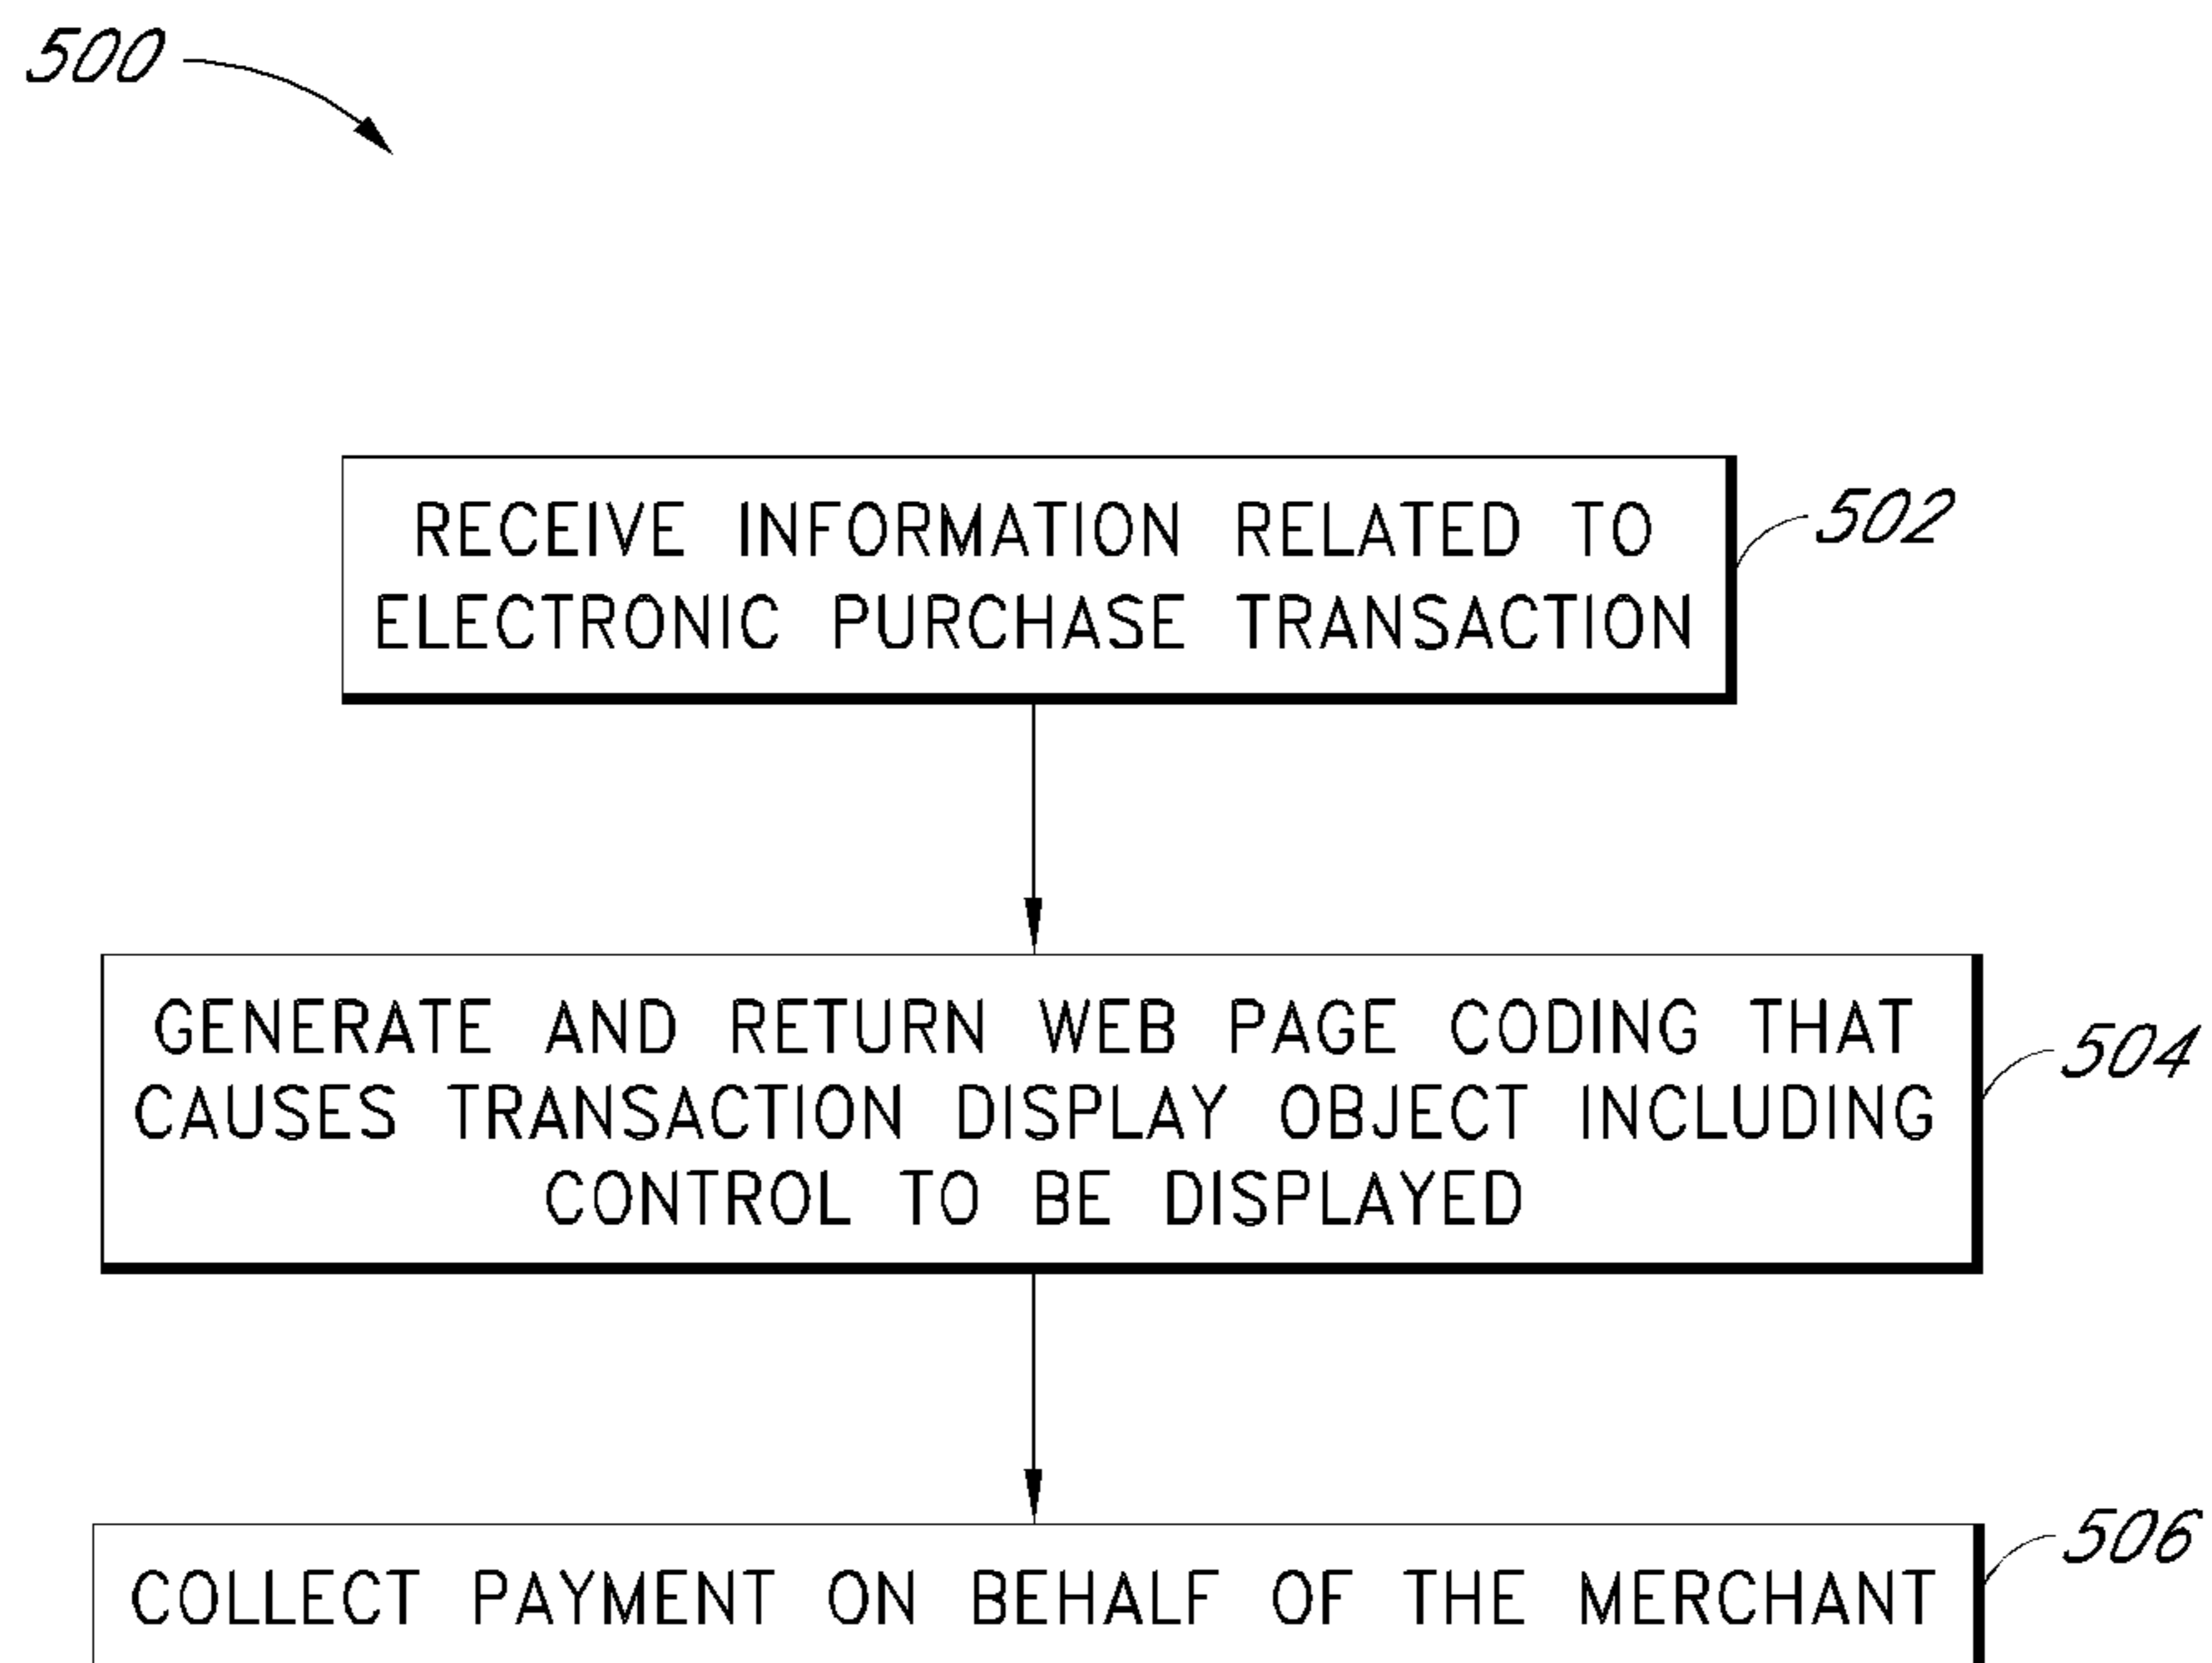 500
RECEIVE INFORMATION RELATED TO
ELECTRONIC PURCHASE TRANSACTION
502
GENERATE AND RETURN WEB PAGE CODING THAT
CAUSES TRANSACTION DISPLAY OBJECT INCLUDING
CONTROL TO BE DISPLAYED
504
COLLECT PAYMENT ON BEHALF OF THE MERCHANT
506